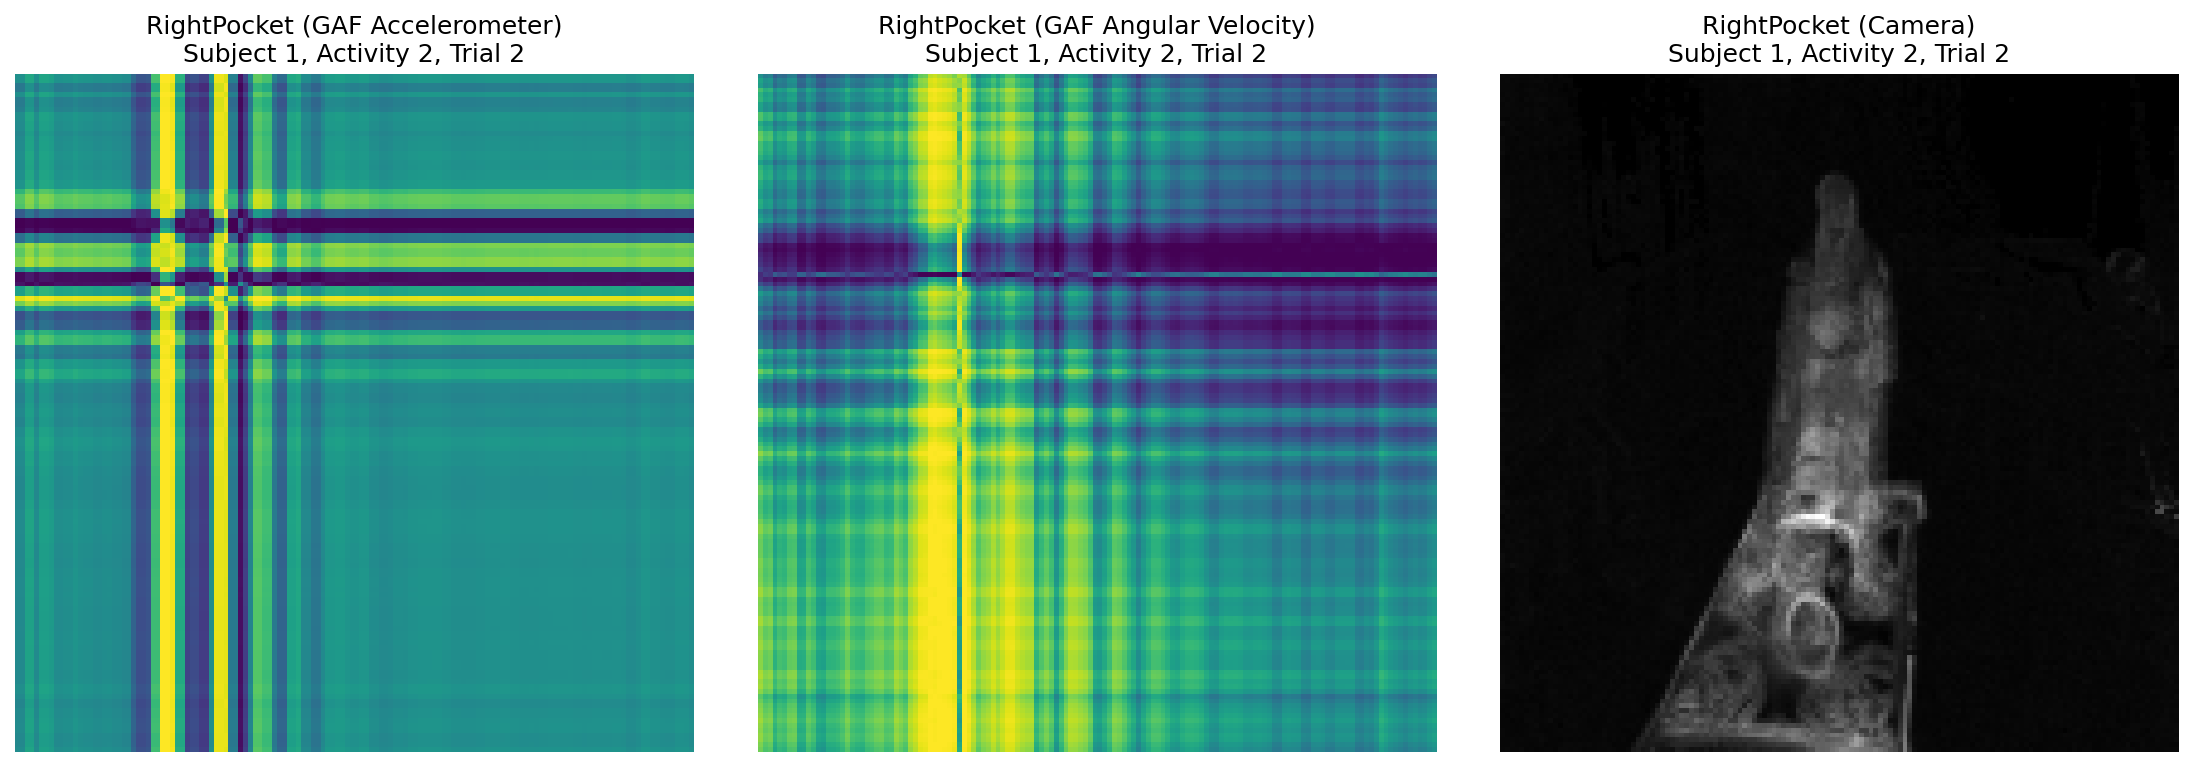 RightPocket (GAF Accelerometer)
Subject 1, Activity 2, Trial 2
RightPocket (GAF Angular Velocity)
Subject 1, Activity 2, Trial 2
RightPocket (Camera)
Subject 1, Activity 2, Trial 2